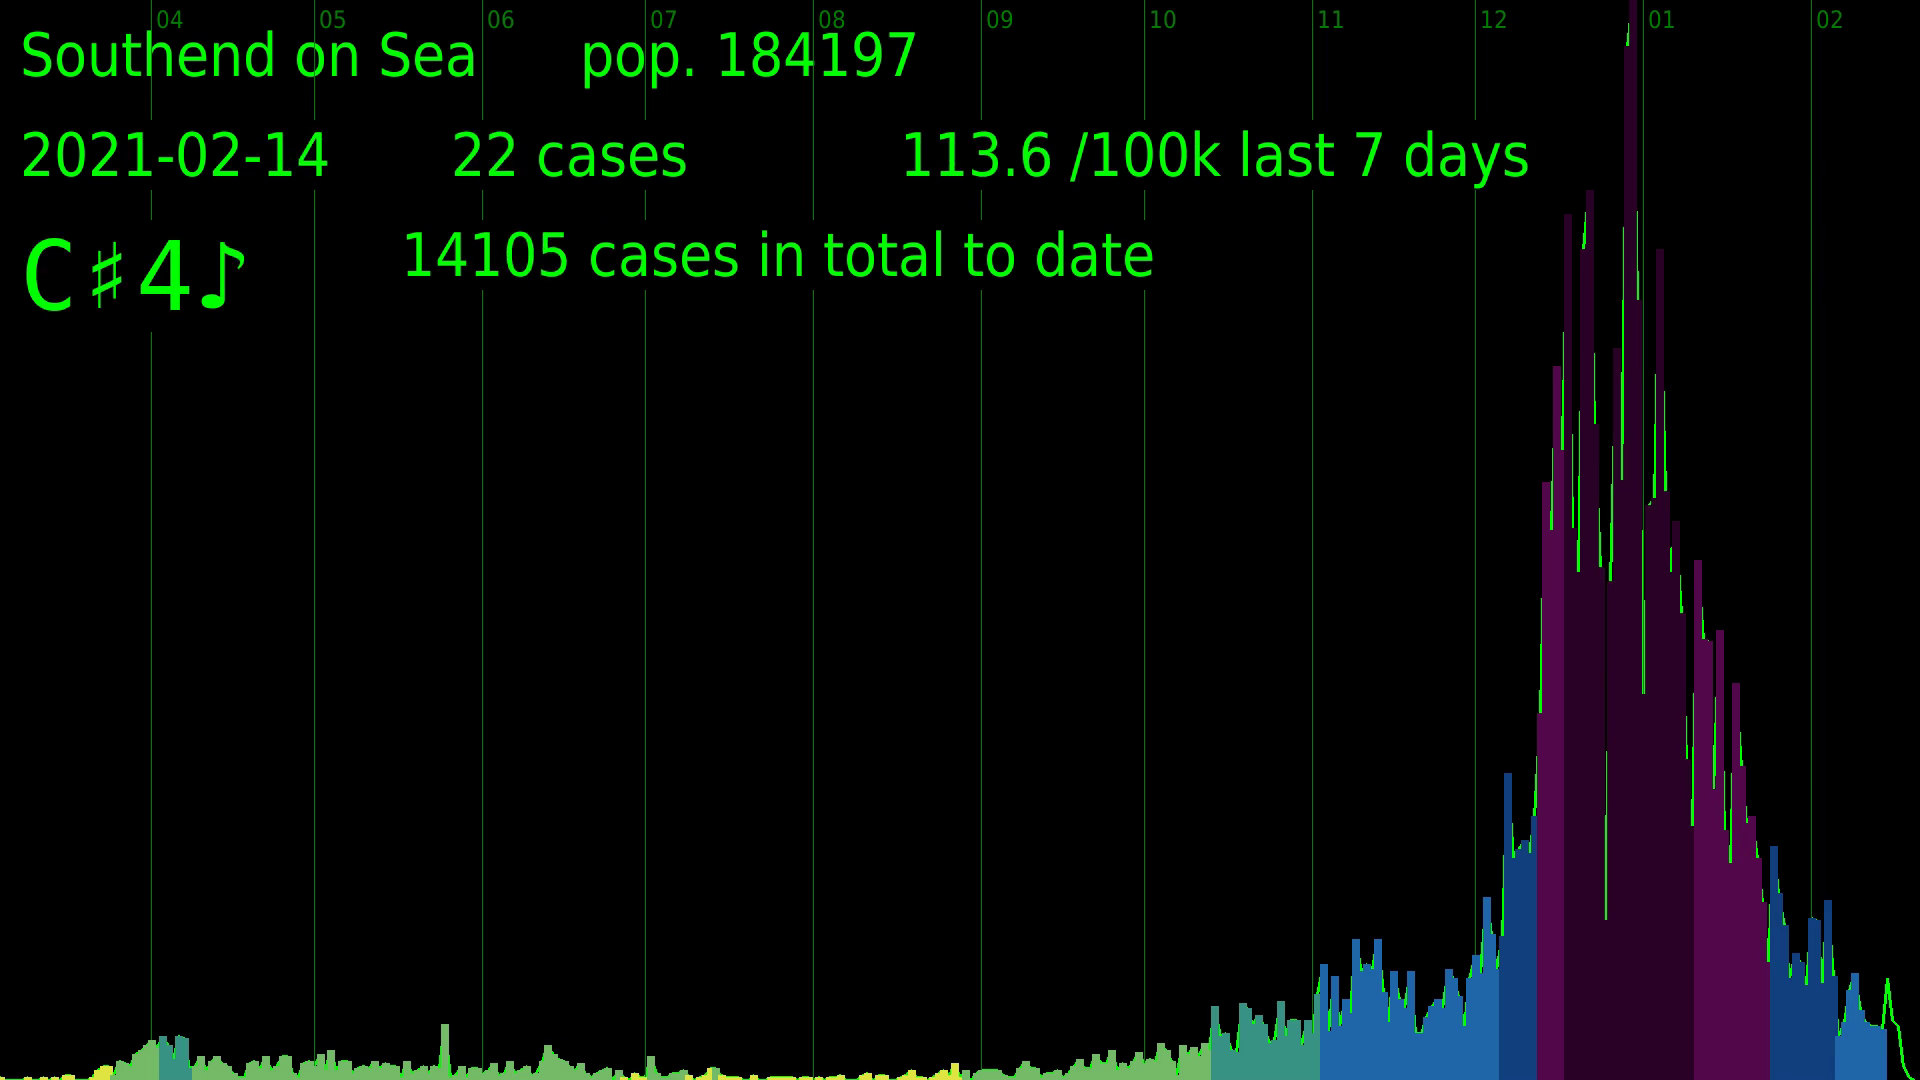 04 05 06 07 08 09 10 11 12 01 02
Southend on Sea pop. 184197
2021-02-14 22 cases 113.6 /100k last 7 days
C♯4♪ 14105 cases in total to date